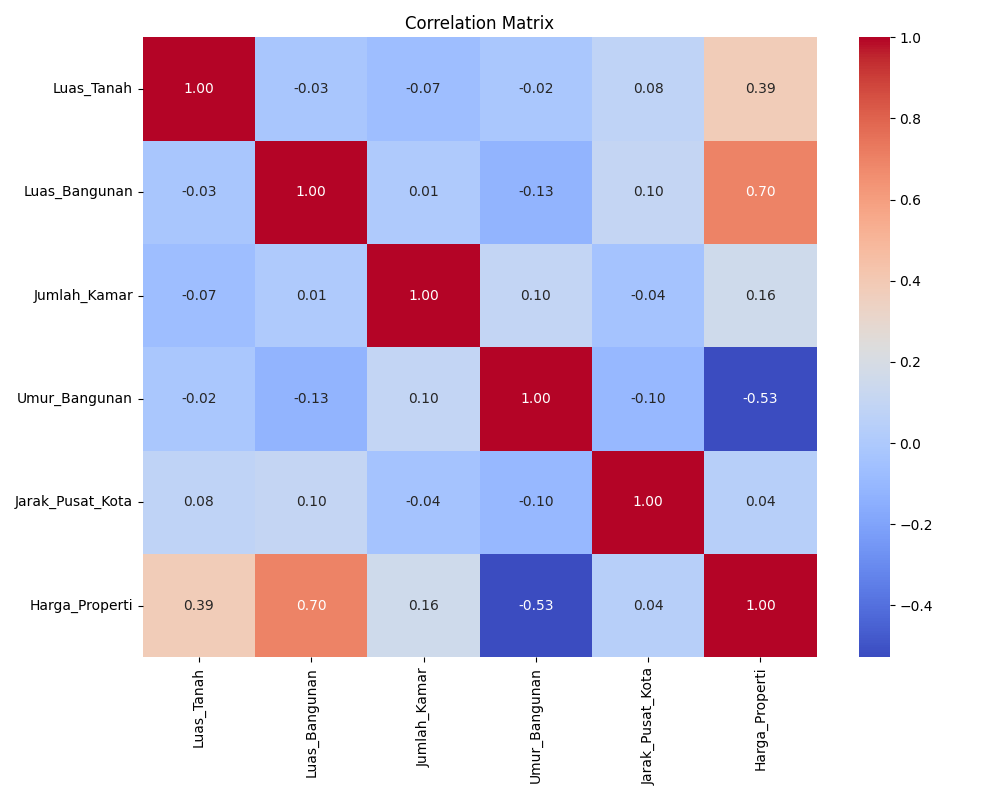 Correlation Matrix
Luas_Tanah 1.00 -0.03 -0.07 -0.02 0.08 0.39
Luas_Bangunan -0.03 1.00 0.01 -0.13 0.10 0.70
Jumlah_Kamar -0.07 0.01 1.00 0.10 -0.04 0.16
Umur_Bangunan -0.02 -0.13 0.10 1.00 -0.10 -0.53
Jarak_Pusat_Kota 0.08 0.10 -0.04 -0.10 1.00 0.04
Harga_Properti 0.39 0.70 0.16 -0.53 0.04 1.00
Luas_Tanah
Luas_Bangunan
Jumlah_Kamar
Umur_Bangunan
Jarak_Pusat_Kota
Harga_Properti
1.0
0.8
0.6
0.4
0.2
0.0
−0.2
−0.4